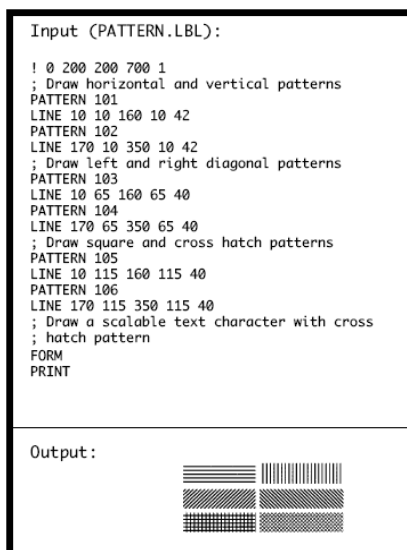 Input (PATTERN.LBL):
! 0 200 200 700 1
; Draw horizontal and vertical patterns
PATTERN 101
LINE 10 10 160 10 42
PATTERN 102
LINE 170 10 350 10 42
; Draw left and right diagonal patterns
PATTERN 103
LINE 10 65 160 65 40
PATTERN 104
LINE 170 65 350 65 40
; Draw square and cross hatch patterns
PATTERN 105
LINE 10 115 160 115 40
PATTERN 106
LINE 170 115 350 115 40
; Draw a scalable text character with cross
; hatch pattern
FORM
PRINT
Output: